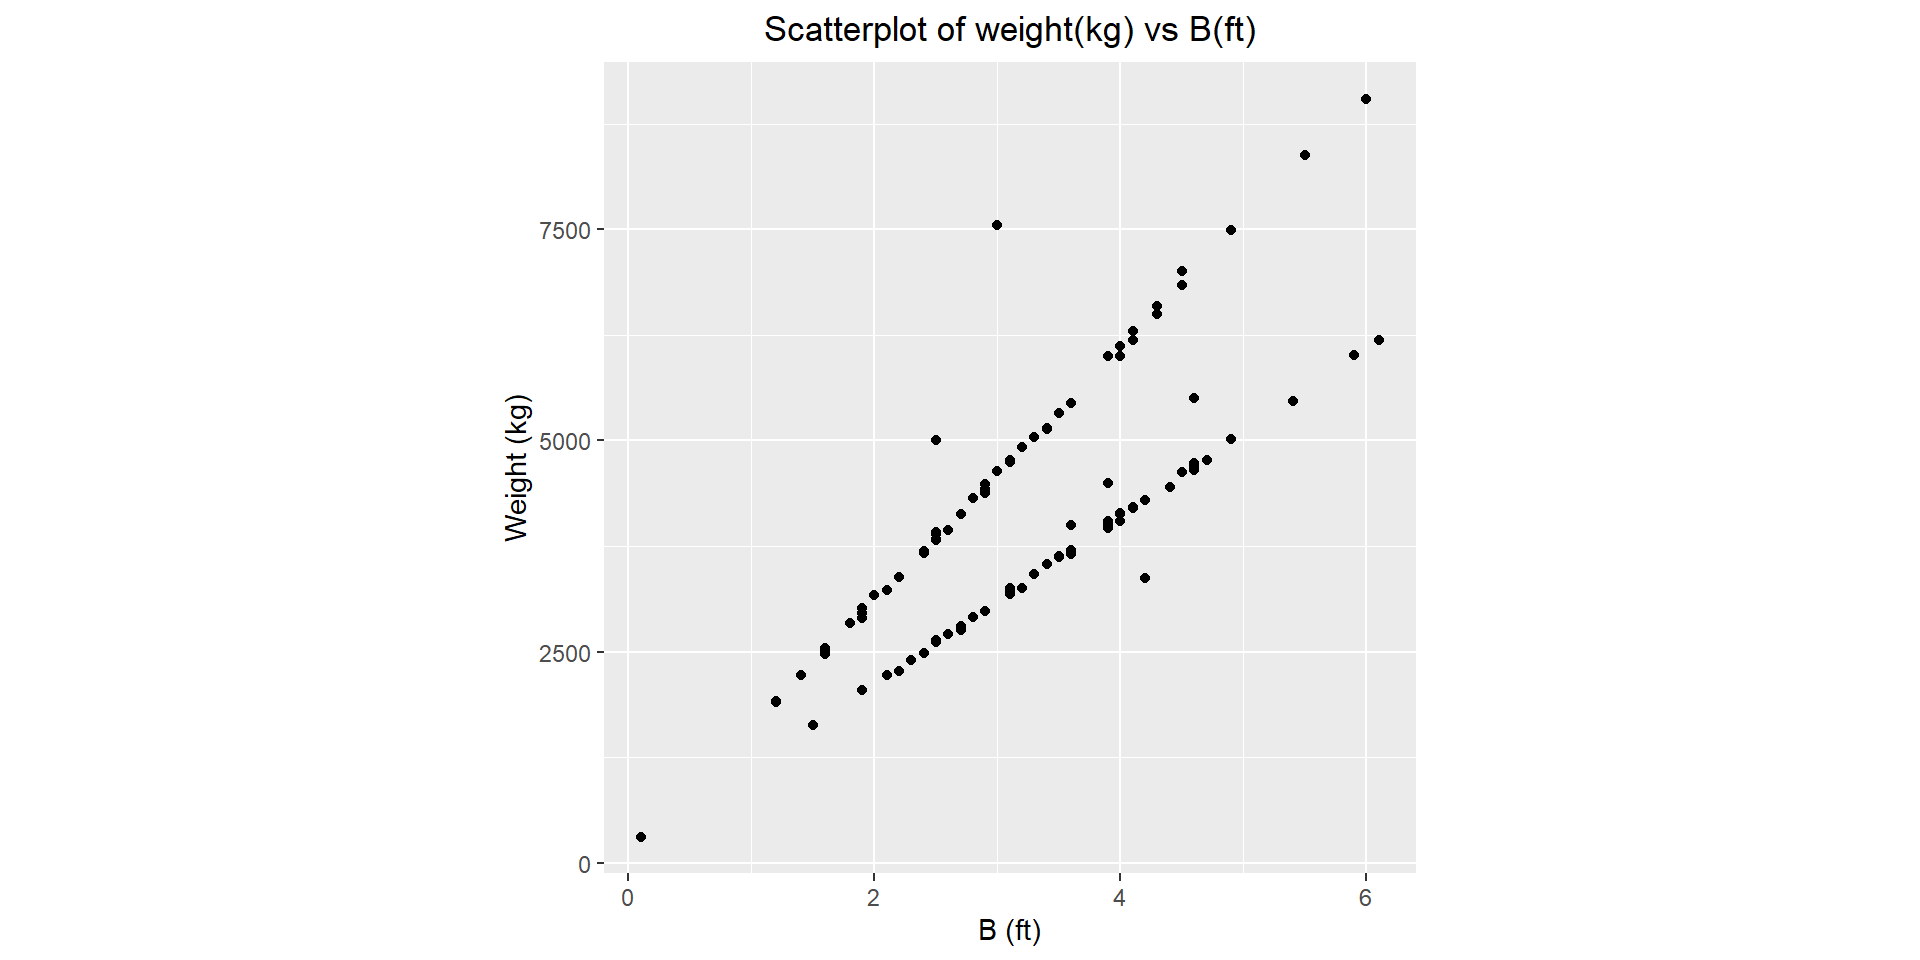 Scatterplot of weight(kg) vs B(ft)
Weight (kg)
7500
5000
2500
0
0 2 4 6
B (ft)